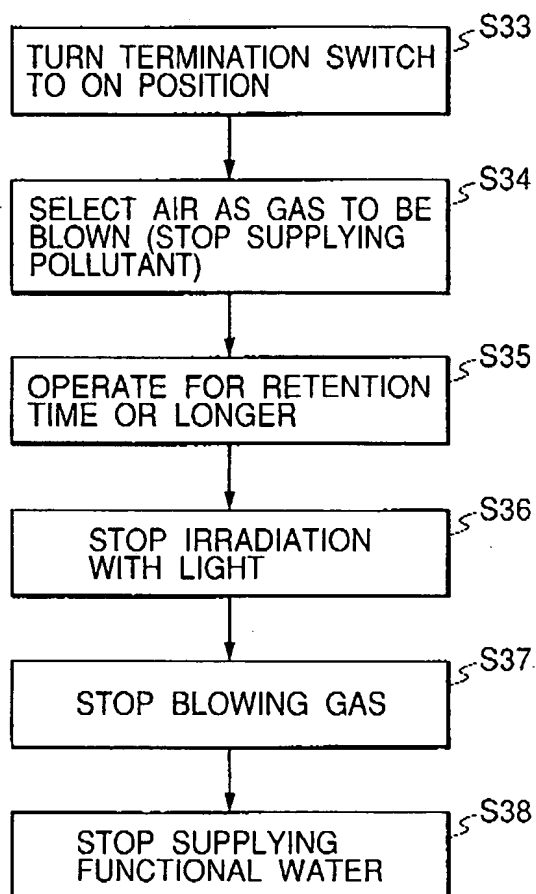 S33
TURN TERMINATION SWITCH
TO ON POSITION
S34
SELECT AIR AS GAS TO BE
BLOWN (STOP SUPPLYING
POLLUTANT)
S35
OPERATE FOR RETENTION
TIME OR LONGER
S36
STOP IRRADIATION
WITH LIGHT
S37
STOP BLOWING GAS
S38
STOP SUPPLYING
FUNCTIONAL WATER